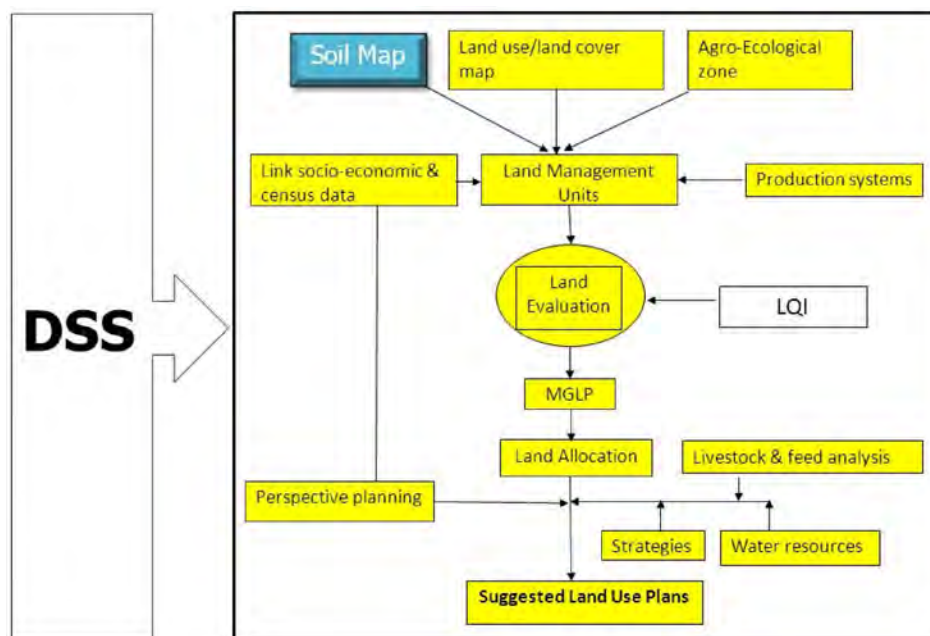 DSS
Soil Map
Land use/land cover
map
Agro-Ecological
zone
Link socio-economic &
census data
Land Management
Units
Production systems
Land
Evaluation
LQI
MGLP
Land Allocation
Livestock & feed analysis
Perspective planning
Strategies
Water resources
Suggested Land Use Plans